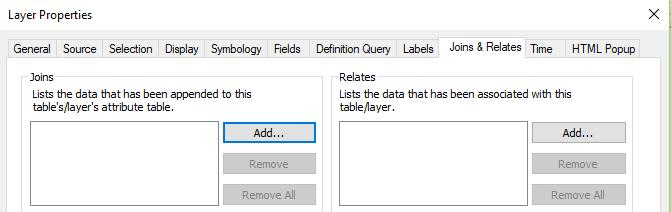 Layer Properties
General Source Selection Display Symbology Fields Definition Query Labels Joins & Relates Time HTML Popup
Joins
Lists the data that has been appended to this
table's/layer's attribute table.
Add...
Remove
Remove All
Relates
Lists the data that has been associated with this
table/layer.
Add...
Remove
Remove All